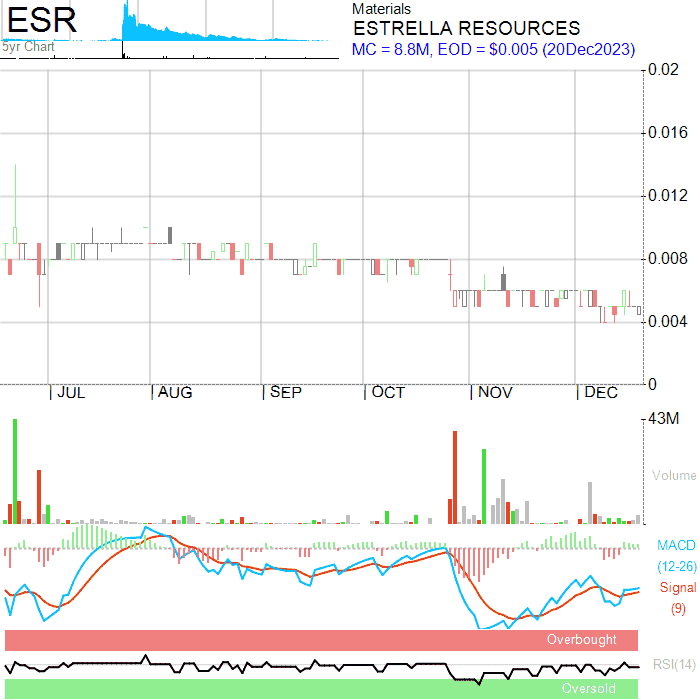 ESR
5yr Chart
Materials
ESTRELLA RESOURCES
MC = 8.8M, EOD = $0.005 (20Dec2023)
0.02
0.016
0.012
0.008
0.004
0
| JUL | AUG | SEP | OCT | NOV | DEC
43M
Volume
MACD
(12-26)
Signal
(9)
Overbought
RSI(14)
Oversold